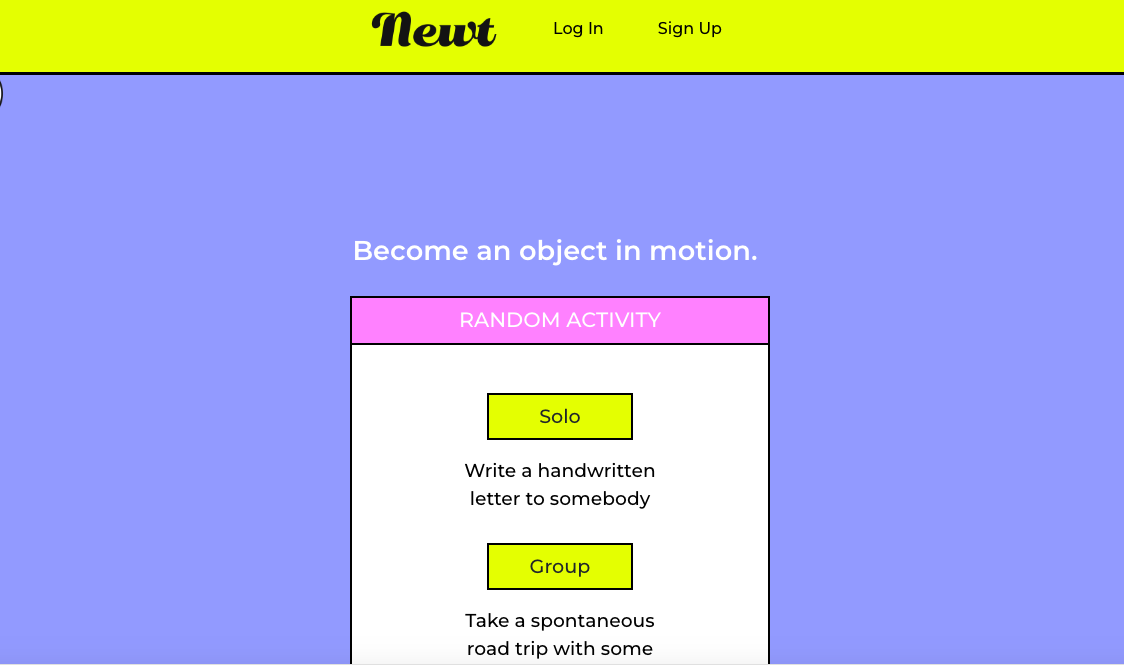 Newt
Log In
Sign Up
Become an object in motion.
RANDOM ACTIVITY
Solo
Write a handwritten
letter to somebody
Group
Take a spontaneous
road trip with some